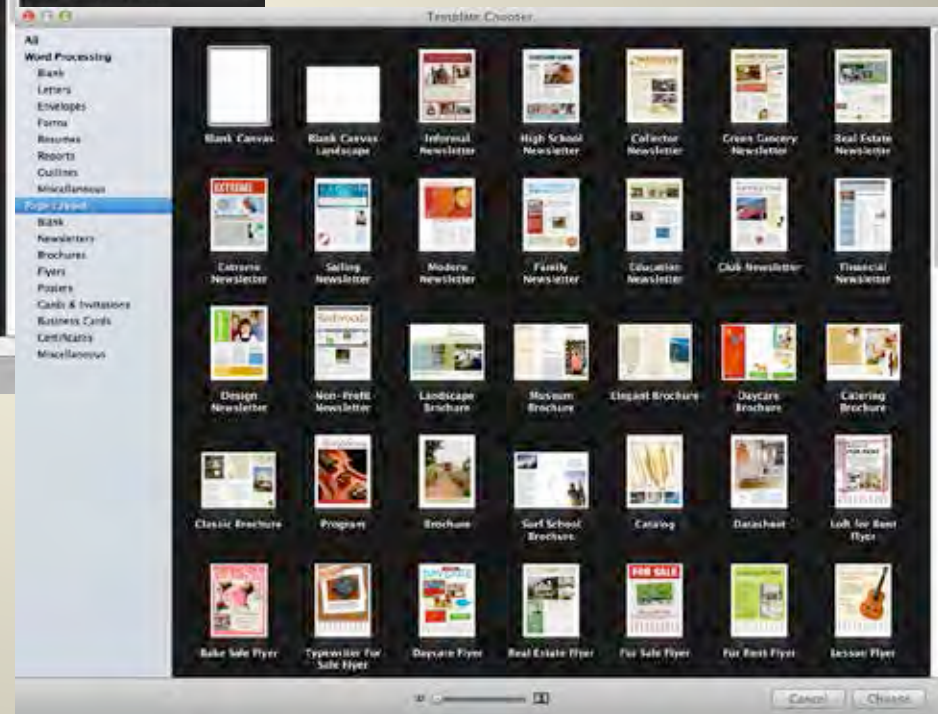 Template Chooser
All
Word Processing
Blank
Letters
Envelopes
Forms
Resumes
Reports
Outlines
Miscellaneous
Page Layout
Blank
Newsletters
Brochures
Flyers
Posters
Cards & Invitations
Business Cards
Certificates
Miscellaneous
Blank Canvas
Blank Canvas
Landscape
Informal
Newsletter
High School
Newsletter
Collector
Newsletter
Green Grocery
Newsletter
Real Estate
Newsletter
EXTREME
Extreme
Newsletter
Sailing
Newsletter
Modern
Newsletter
Family
Newsletter
Education
Newsletter
Club Newsletter
Financial
Newsletter
Design
Newsletter
Non-Profit
Newsletter
Landscape
Brochure
Museum
Brochure
Elegant Brochure
Daycare
Brochure
Catering
Brochure
Classic Brochure
Program
Brochure
Surf School
Brochure
Catalog
Datasheet
FOR RENT
Loft for Rent
Flyer
Bake Sale Flyer
Typewriter For
Sale Flyer
DAYCARE
Daycare Flyer
Real Estate Flyer
FOR SALE
For Sale Flyer
For Rent Flyer
Lesson Flyer
Cancel
Choose